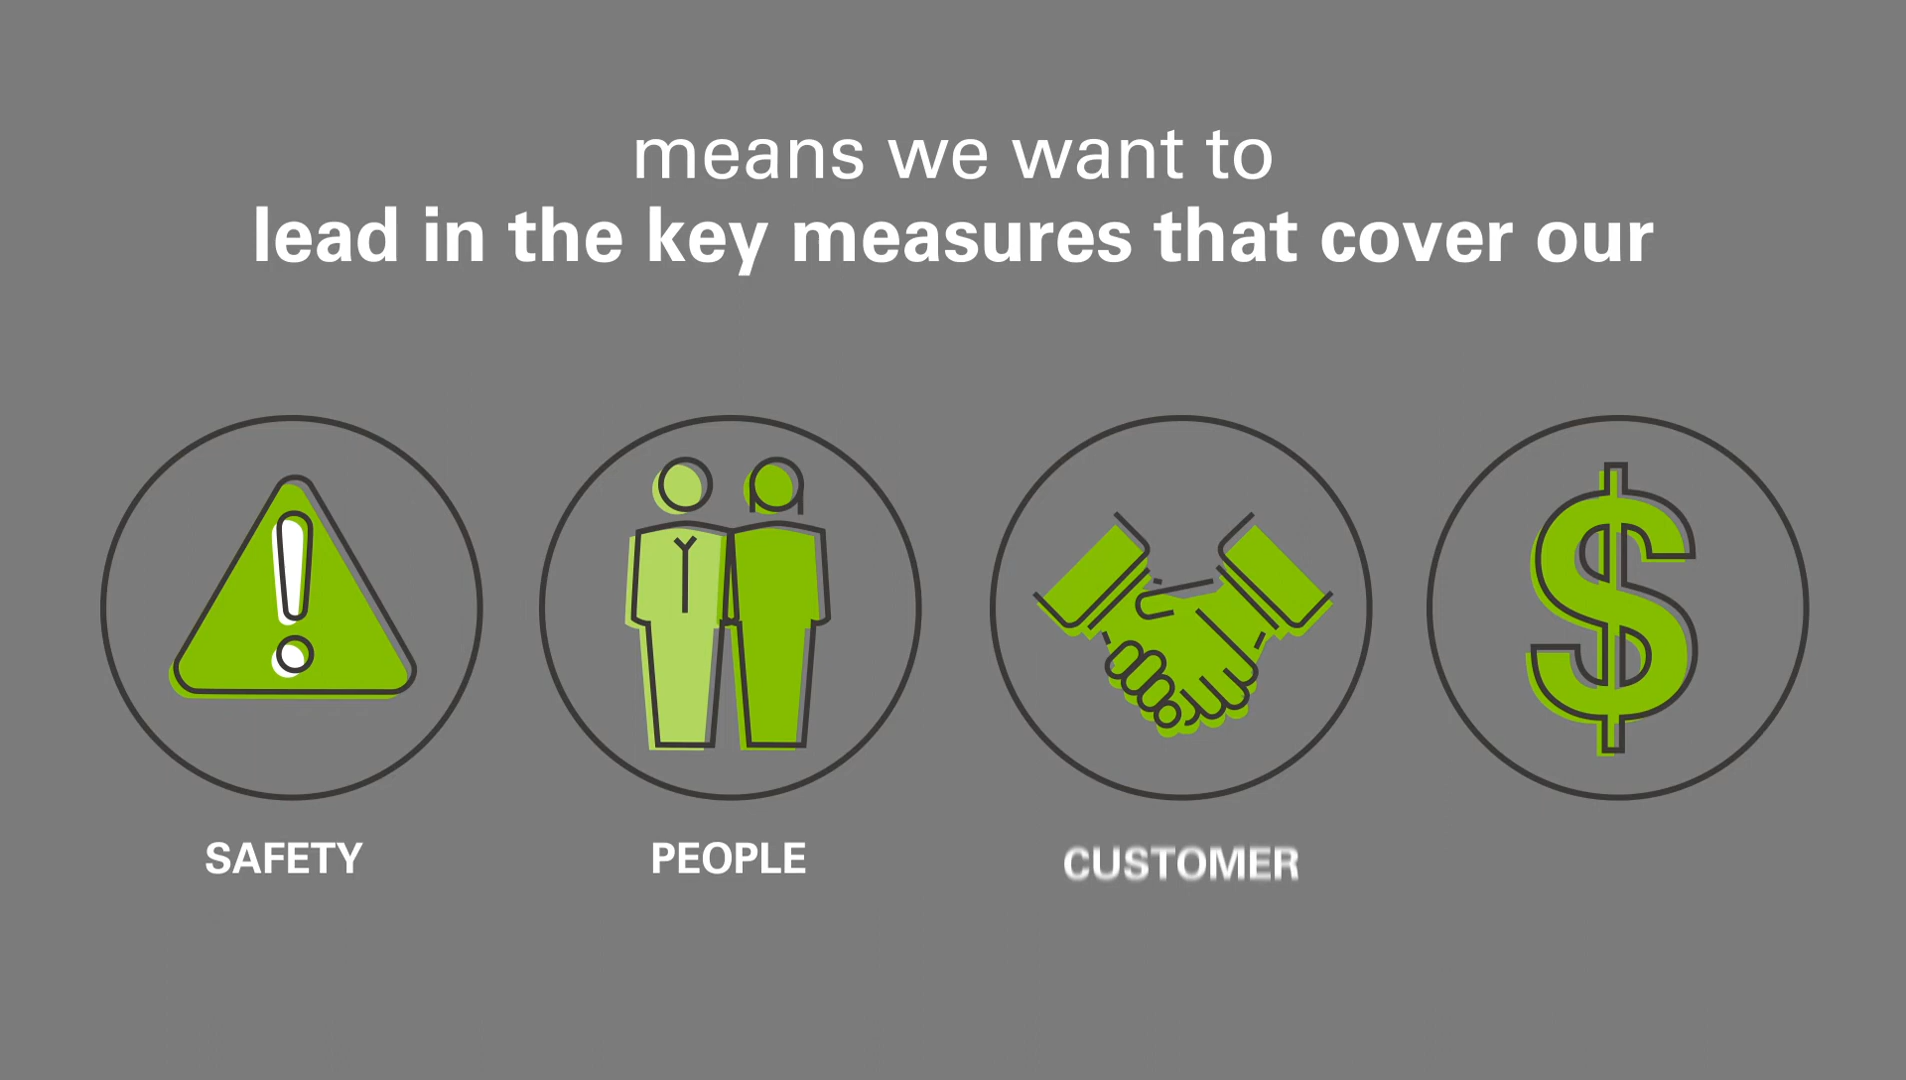 means we want to
lead in the key measures that cover our
SAFETY
PEOPLE
CUSTOMER